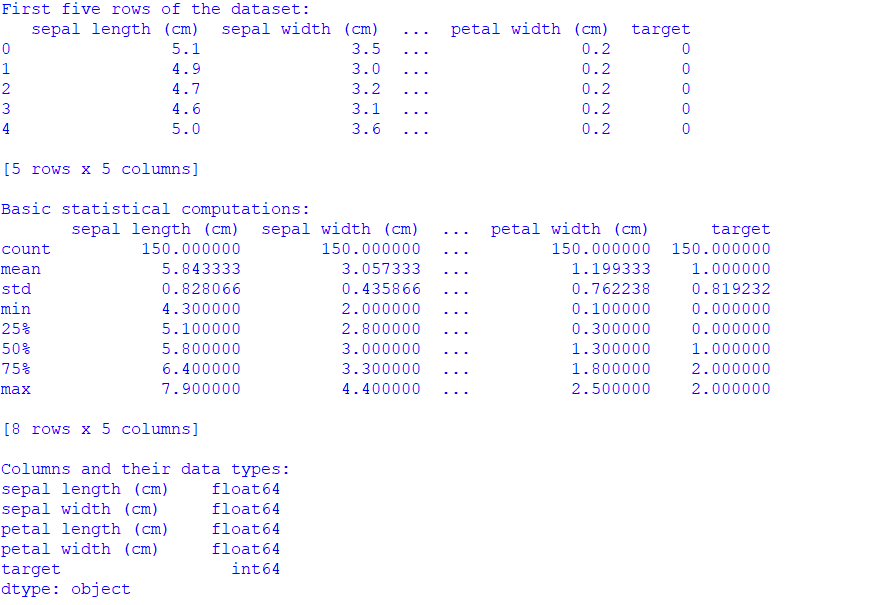 First five rows of the dataset:
   sepal length (cm)  sepal width (cm)  ...  petal width (cm)  target
0                5.1               3.5  ...               0.2       0
1                4.9               3.0  ...               0.2       0
2                4.7               3.2  ...               0.2       0
3                4.6               3.1  ...               0.2       0
4                5.0               3.6  ...               0.2       0

[5 rows x 5 columns]

Basic statistical computations:
       sepal length (cm)  sepal width (cm)  ...  petal width (cm)      target
count         150.000000        150.000000  ...        150.000000  150.000000
mean            5.843333          3.057333  ...          1.199333    1.000000
std             0.828066          0.435866  ...          0.762238    0.819232
min             4.300000          2.000000  ...          0.100000    0.000000
25%             5.100000          2.800000  ...          0.300000    0.000000
50%             5.800000          3.000000  ...          1.300000    1.000000
75%             6.400000          3.300000  ...          1.800000    2.000000
max             7.900000          4.400000  ...          2.500000    2.000000

[8 rows x 5 columns]

Columns and their data types:
sepal length (cm)    float64
sepal width (cm)     float64
petal length (cm)    float64
petal width (cm)     float64
target                 int64
dtype: object